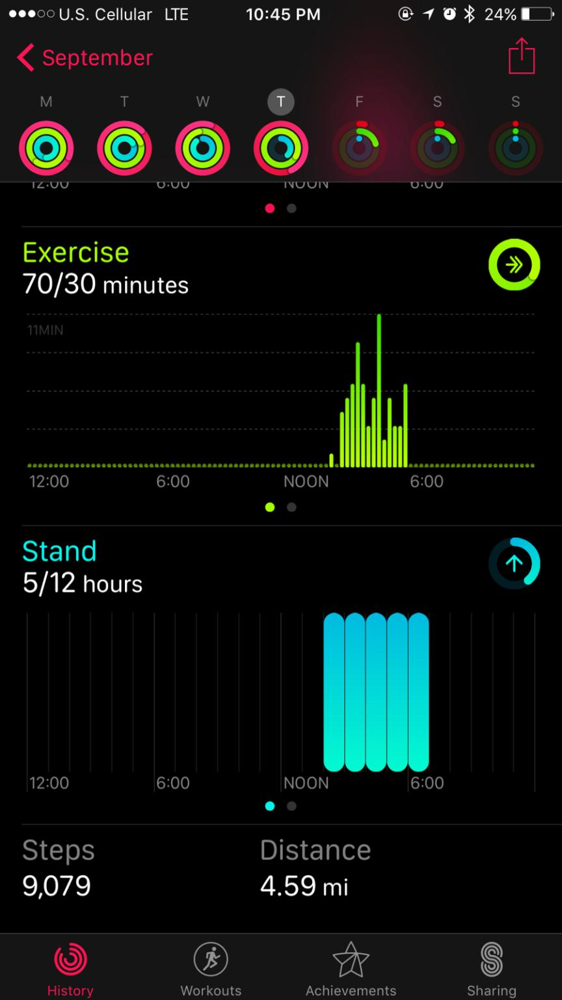 U.S. Cellular LTE 10:45 PM 24%
September
M T W T F S S
12:00 6:00 NOON 6:00
Exercise
70/30 minutes
11MIN
12:00 6:00 NOON 6:00
Stand
5/12 hours
12:00 6:00 NOON 6:00
Steps Distance
9,079 4.59 mi
History Workouts Achievements Sharing